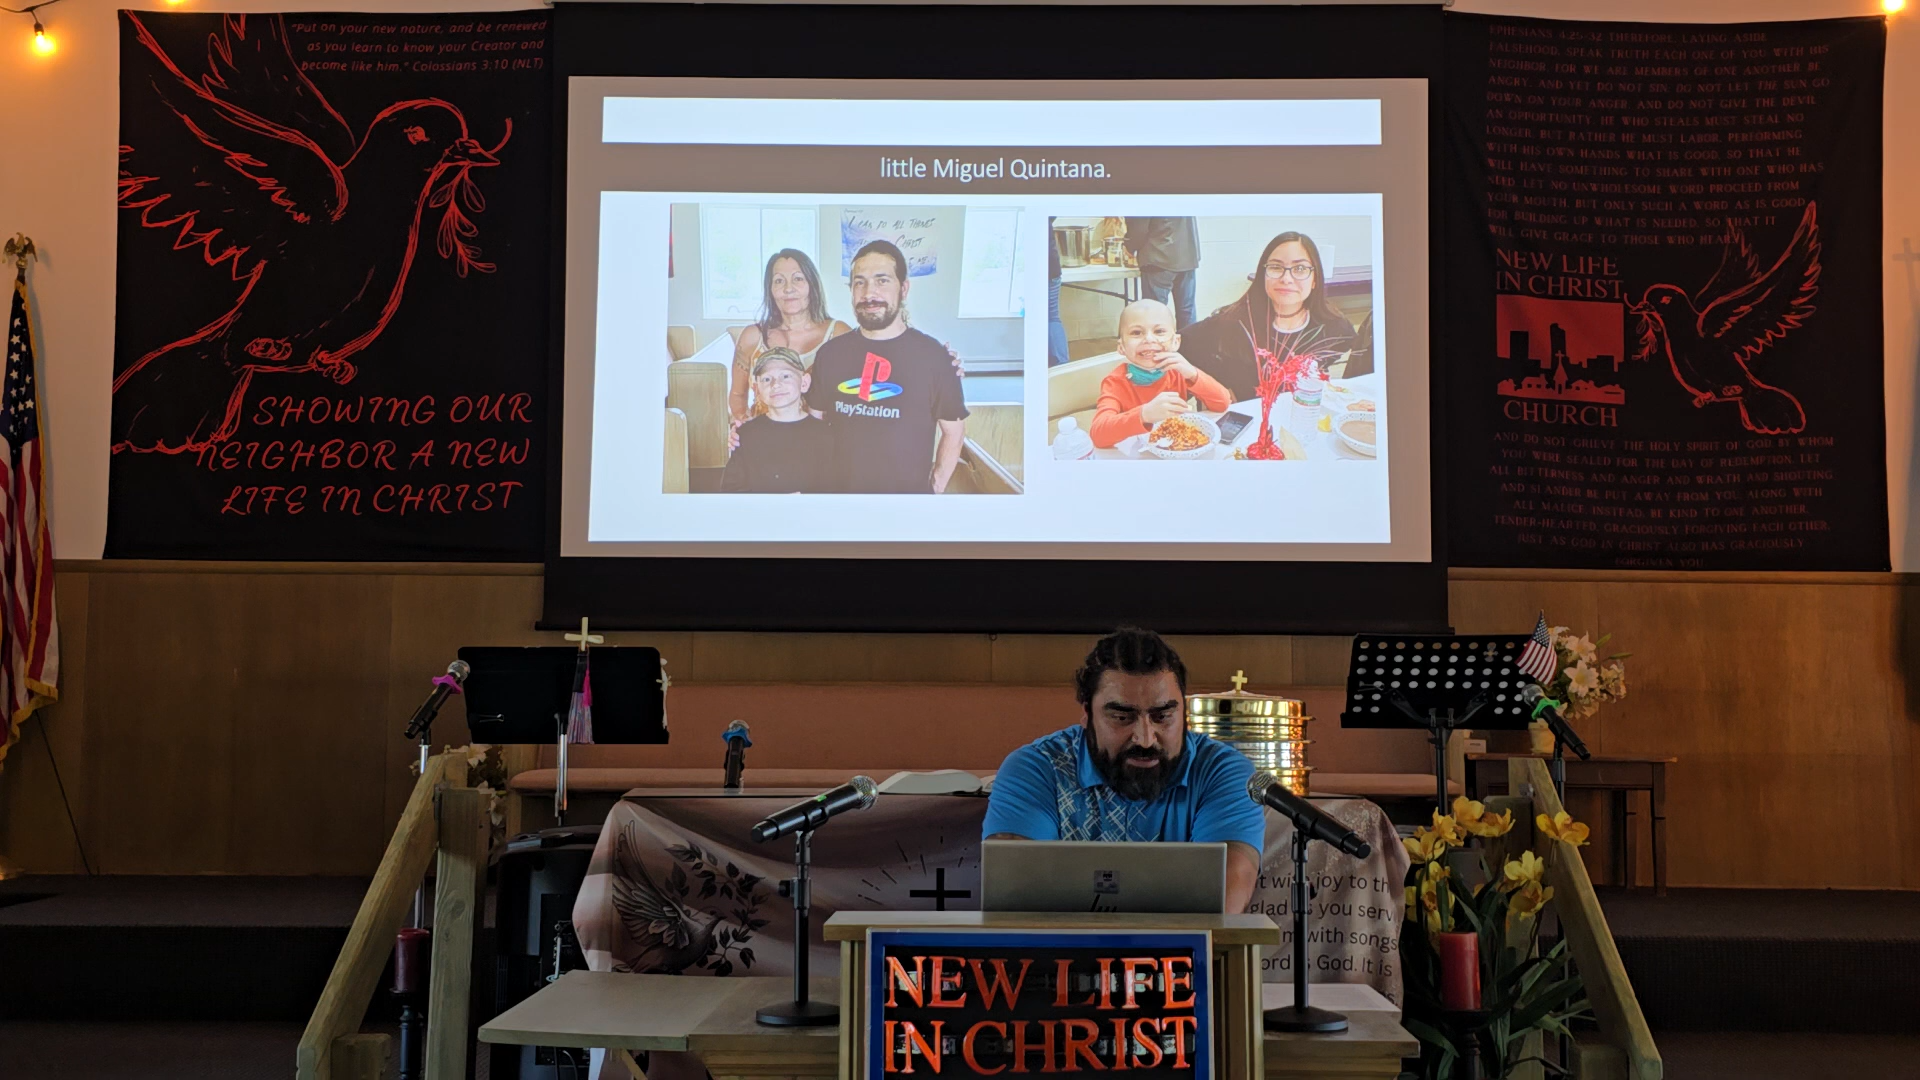 "Put on your new nature, and be renewed
as you learn to know your Creator and
become like him." Colossians 3:10 (NLT)
SHOWING OUR
NEIGHBOR A NEW
LIFE IN CHRIST
little Miguel Quintana.
I CAN DO ALL THINGS
CHRIST
PlayStation
EPHESIANS 4:25-32 THEREFORE, LAYING ASIDE
FALSEHOOD, SPEAK TRUTH EACH ONE OF YOU WITH HIS
NEIGHBOR, FOR WE ARE MEMBERS OF ONE ANOTHER. BE
ANGRY, AND YET DO NOT SIN; DO NOT LET THE SUN GO
DOWN ON YOUR ANGER, AND DO NOT GIVE THE DEVIL
AN OPPORTUNITY. HE WHO STEALS MUST STEAL NO
LONGER; BUT RATHER HE MUST LABOR, PERFORMING
WITH HIS OWN HANDS WHAT IS GOOD, SO THAT HE
WILL HAVE SOMETHING TO SHARE WITH ONE WHO HAS
NEED. LET NO UNWHOLESOME WORD PROCEED FROM
YOUR MOUTH, BUT ONLY SUCH A WORD AS IS GOOD
FOR BUILDING UP WHAT IS NEEDED, SO THAT IT
WILL GIVE GRACE TO THOSE WHO HEAR
NEW LIFE
IN CHRIST
CHURCH
AND DO NOT GRIEVE THE HOLY SPIRIT OF GOD, BY WHOM
YOU WERE SEALED FOR THE DAY OF REDEMPTION. LET
ALL BITTERNESS AND ANGER AND WRATH AND SHOUTING
AND SLANDER BE PUT AWAY FROM YOU, ALONG WITH
ALL MALICE. INSTEAD, BE KIND TO ONE ANOTHER,
TENDER-HEARTED, GRACIOUSLY FORGIVING EACH OTHER,
JUST AS GOD IN CHRIST ALSO HAS GRACIOUSLY
FORGIVEN YOU
joy to th
glad as you serv
with songs
God. It is
hp
NEW LIFE
IN CHRIST